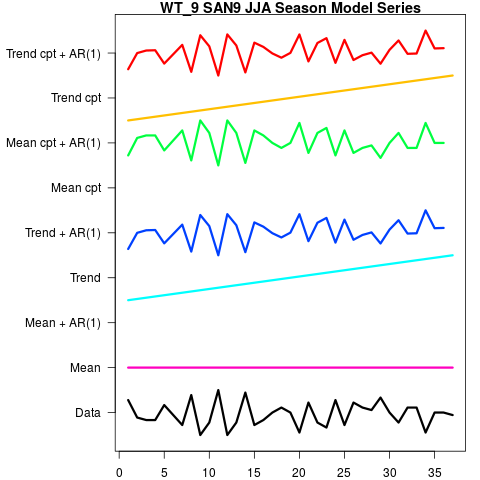 WT_9 SAN9 JJA Season Model Series
Trend cpt + AR(1)
Trend cpt
Mean cpt + AR(1)
Mean cpt
Trend + AR(1)
Trend
Mean + AR(1)
Mean
Data
0 5 10 15 20 25 30 35